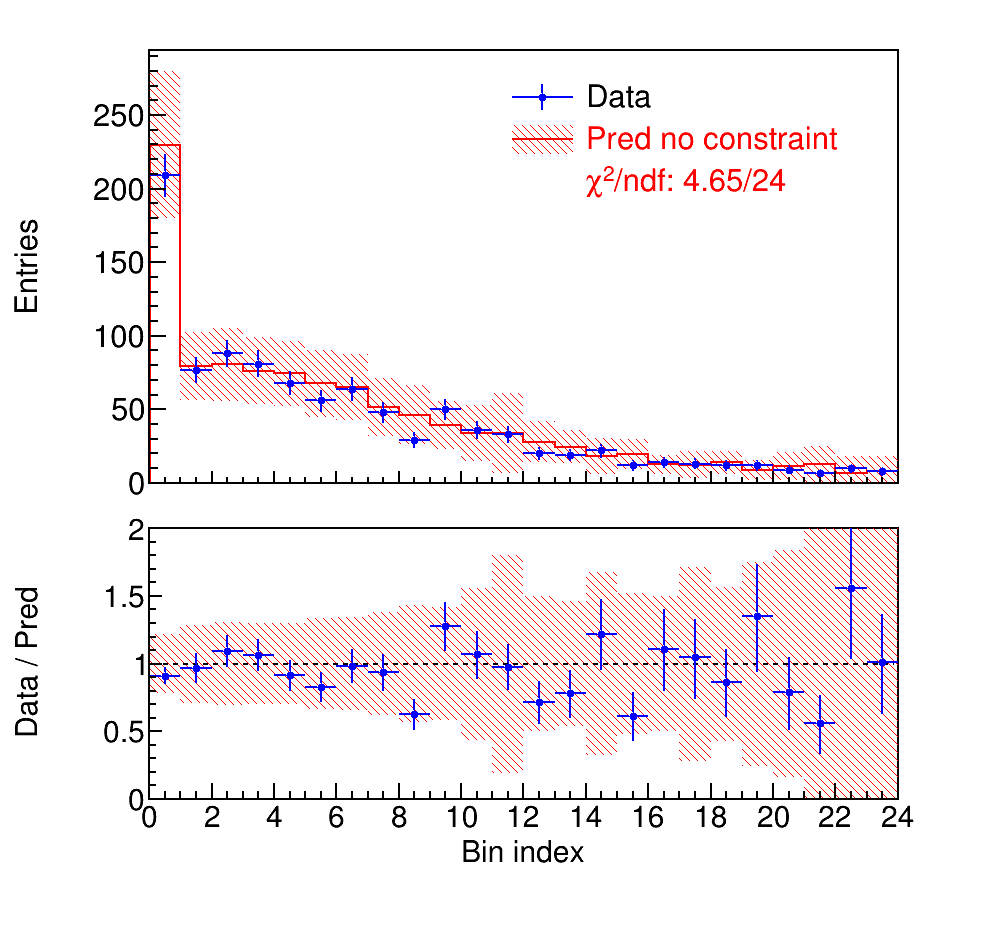 250
200
150
100
50
0
Entries
Data
Pred no constraint
χ²/ndf: 4.65/24
2
1.5
1
0.5
0
Data / Pred
0 2 4 6 8 10 12 14 16 18 20 22 24
Bin index